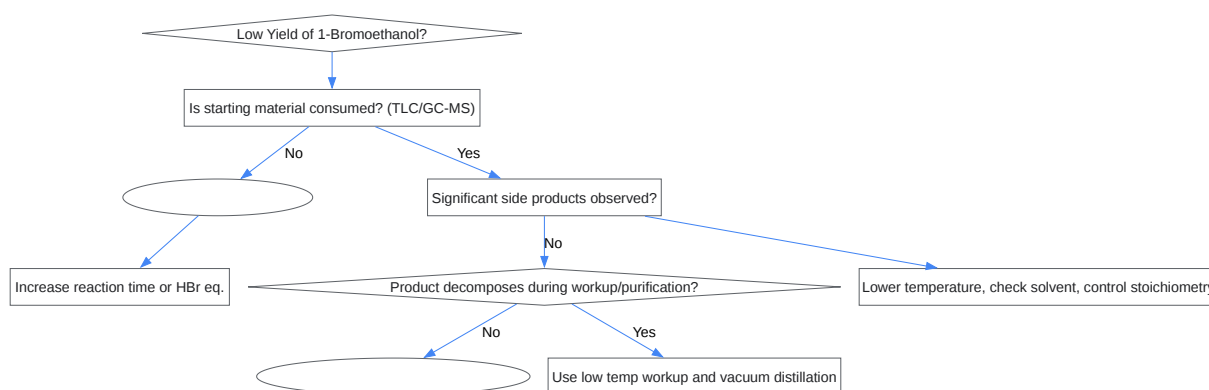 Low Yield of 1-Bromoethanol?
Is starting material consumed? (TLC/GC-MS)
No
Yes
Significant side products observed?
No
Increase reaction time or HBr eq.
Product decomposes during workup/purification?
Lower temperature, check solvent, control stoichiometry
No
Yes
Use low temp workup and vacuum distillation